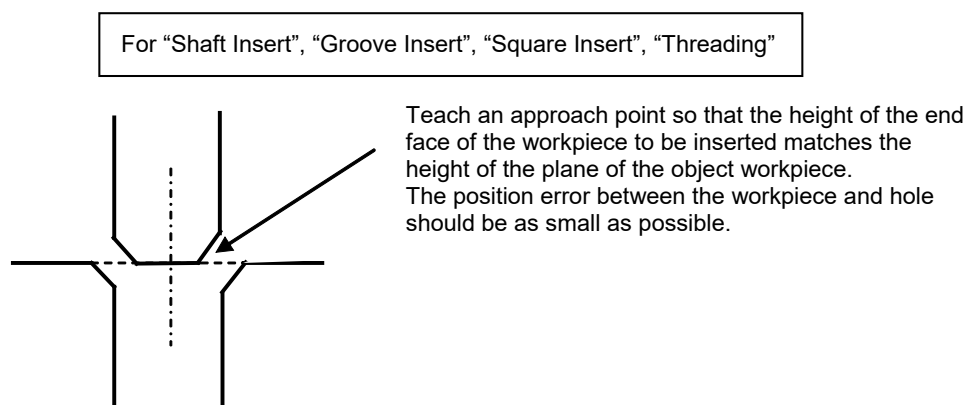 For “Shaft Insert”, “Groove Insert”, “Square Insert”, “Threading”
Teach an approach point so that the height of the end
face of the workpiece to be inserted matches the
height of the plane of the object workpiece.
The position error between the workpiece and hole
should be as small as possible.